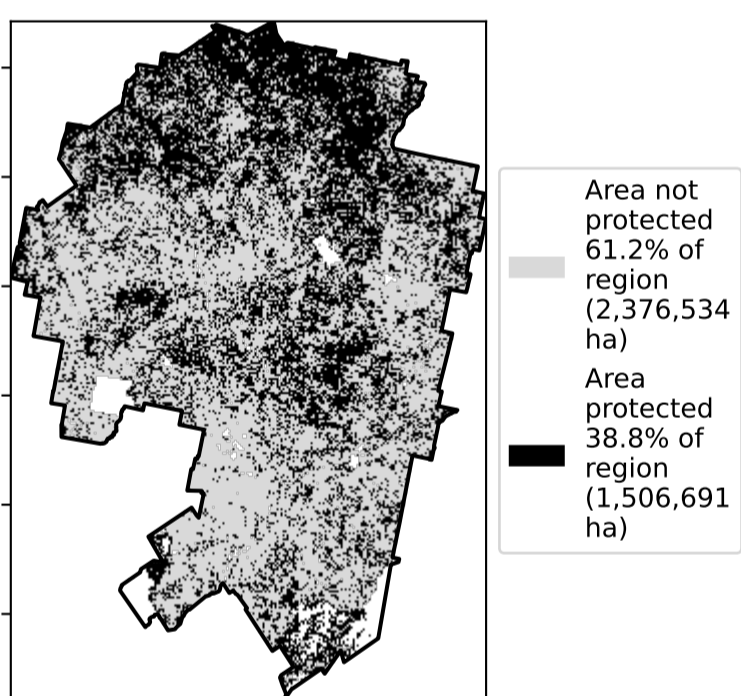 Area not
protected
61.2% of
region
(2,376,534
ha)
Area
protected
38.8% of
region
(1,506,691
ha)